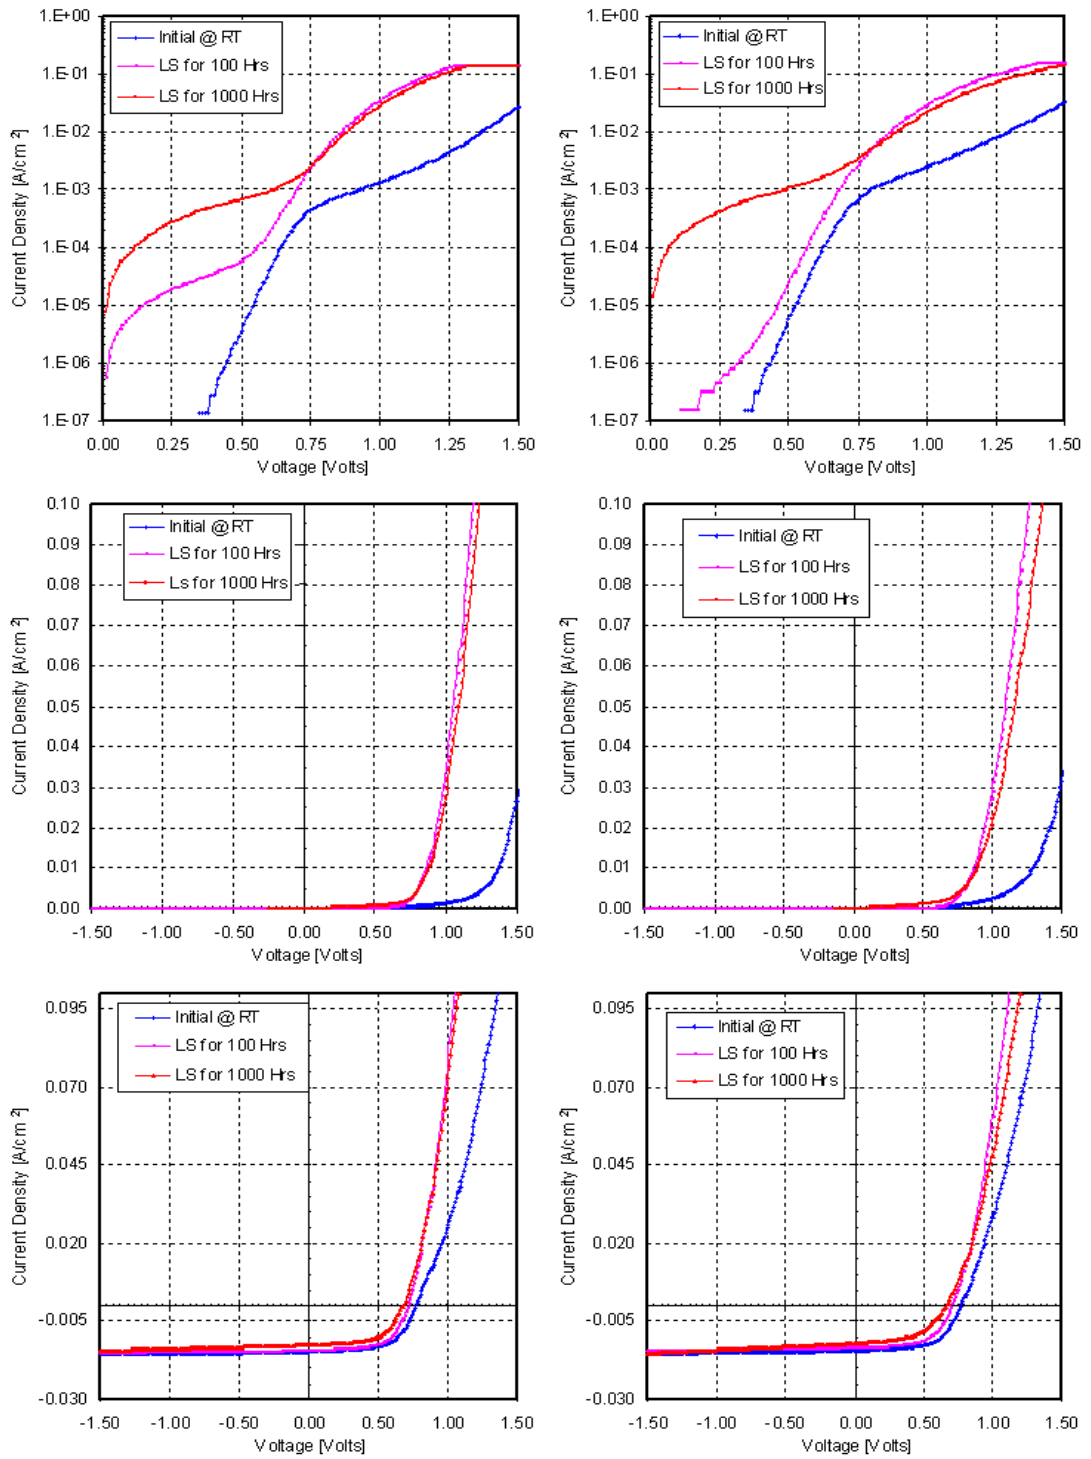 1.E+00
1.E-01
1.E-02
1.E-03
1.E-04
1.E-05
1.E-06
1.E-07
Current Density [A/cm ²]
Initial @ RT
LS for 100 Hrs
LS for 1000 Hrs
0.00 0.25 0.50 0.75 1.00 1.25 1.50
Voltage [Volts]
1.E+00
1.E-01
1.E-02
1.E-03
1.E-04
1.E-05
1.E-06
1.E-07
Current Density [A/cm ²]
Initial @ RT
LS for 100 Hrs
LS for 1000 Hrs
0.00 0.25 0.50 0.75 1.00 1.25 1.50
Voltage [Volts]
0.10
0.09
0.08
0.07
0.06
0.05
0.04
0.03
0.02
0.01
0.00
Current Density [A/cm ²]
Initial @ RT
LS for 100 Hrs
Ls for 1000 Hrs
-1.50 -1.00 -0.50 0.00 0.50 1.00 1.50
Voltage [Volts]
0.10
0.09
0.08
0.07
0.06
0.05
0.04
0.03
0.02
0.01
0.00
Current Density [A/cm ²]
Initial @ RT
LS for 100 Hrs
LS for 1000 Hrs
-1.50 -1.00 -0.50 0.00 0.50 1.00 1.50
Voltage [Volts]
0.095
0.070
0.045
0.020
-0.005
-0.030
Current Density [A/cm ²]
Initial @ RT
LS for 100 Hrs
LS for 1000 Hrs
-1.50 -1.00 -0.50 0.00 0.50 1.00 1.50
Voltage [Volts]
0.095
0.070
0.045
0.020
-0.005
-0.030
Current Density [A/cm ²]
Initial @ RT
LS for 100 Hrs
LS for 1000 Hrs
-1.50 -1.00 -0.50 0.00 0.50 1.00 1.50
Voltage [Volts]